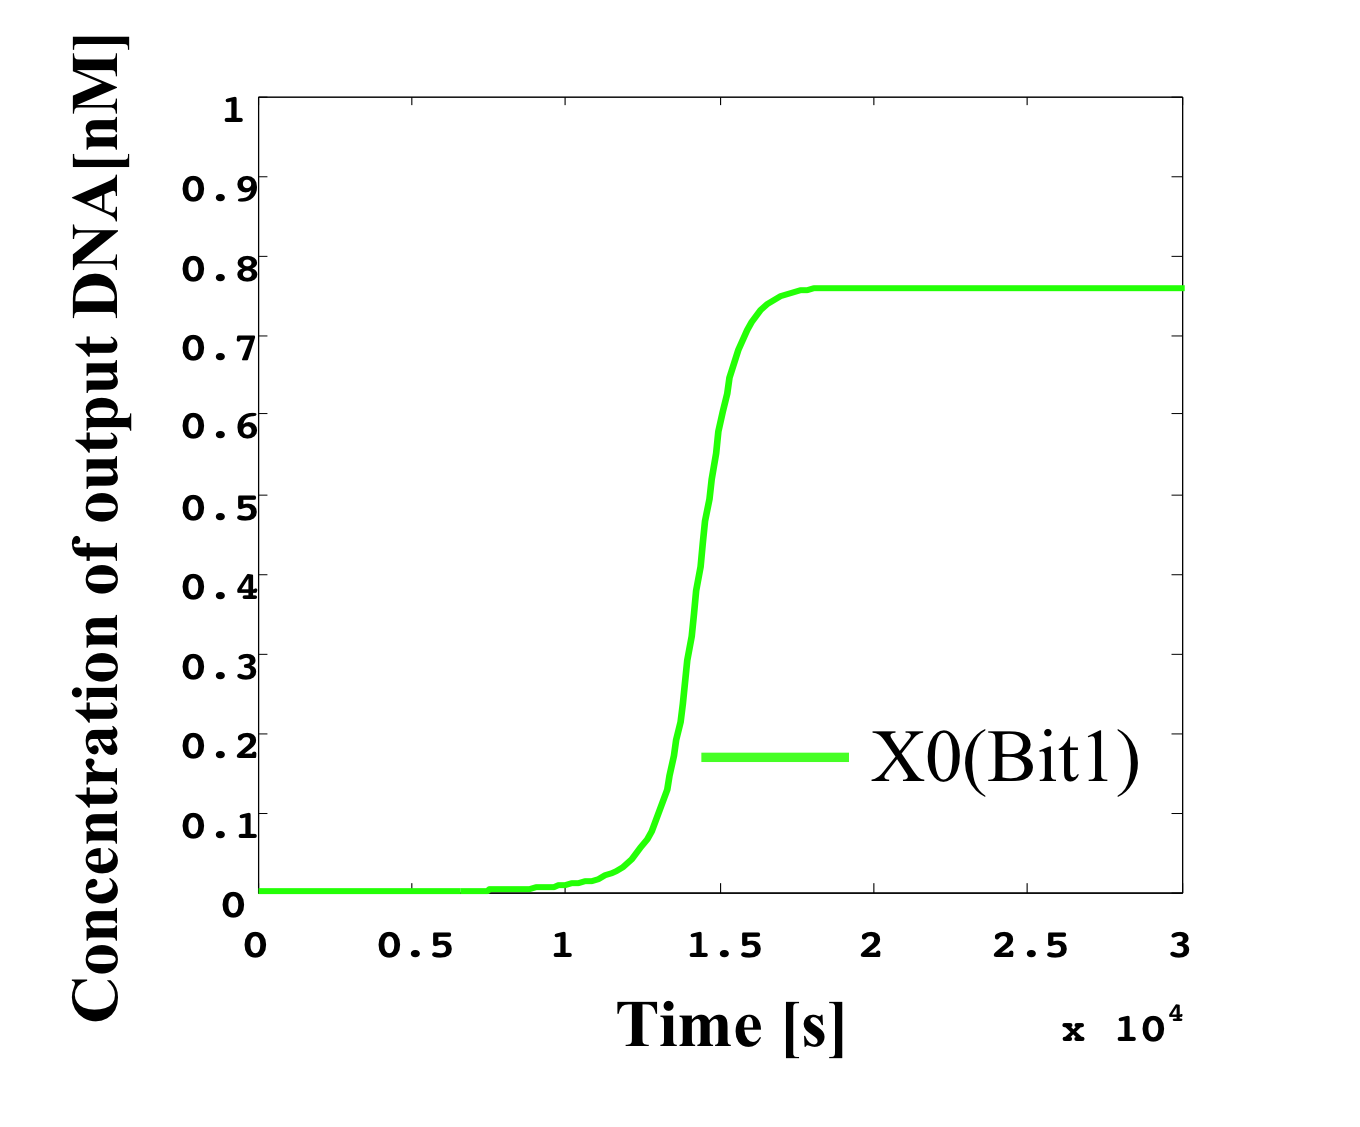 Concentration of output DNA[nM]
1
0.9
0.8
0.7
0.6
0.5
0.4
0.3
0.2
0.1
0
X0(Bit1)
0 0.5 1 1.5 2 2.5 3
Time [s]
x 10⁴